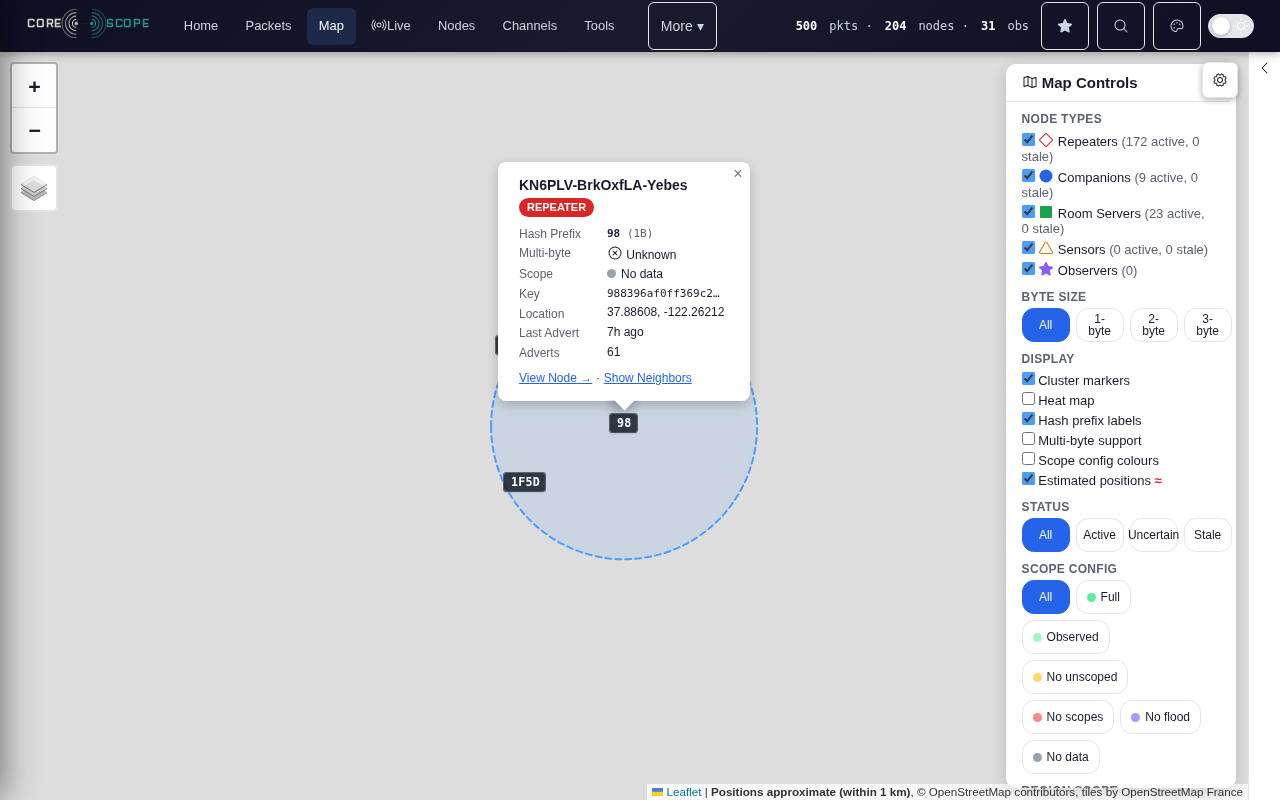 CORE SCOPE Home Packets Map Live Nodes Channels Tools More ▾ 500 pkts · 204 nodes · 31 obs
+
−
KN6PLV-BrkOxfLA-Yebes ×
REPEATER
Hash Prefix 98 (1B)
Multi-byte Unknown
Scope No data
Key 988396af0ff369c2…
Location 37.88608, -122.26212
Last Advert 7h ago
Adverts 61
View Node → · Show Neighbors
98
1F5D
Map Controls
NODE TYPES
Repeaters (172 active, 0
stale)
Companions (9 active, 0
stale)
Room Servers (23 active,
0 stale)
Sensors (0 active, 0 stale)
Observers (0)
BYTE SIZE
All 1-byte 2-byte 3-byte
DISPLAY
Cluster markers
Heat map
Hash prefix labels
Multi-byte support
Scope config colours
Estimated positions ≈
STATUS
All Active Uncertain Stale
SCOPE CONFIG
All Full
Observed
No unscoped
No scopes No flood
No data
Leaflet | Positions approximate (within 1 km), © OpenStreetMap contributors, tiles by OpenStreetMap France